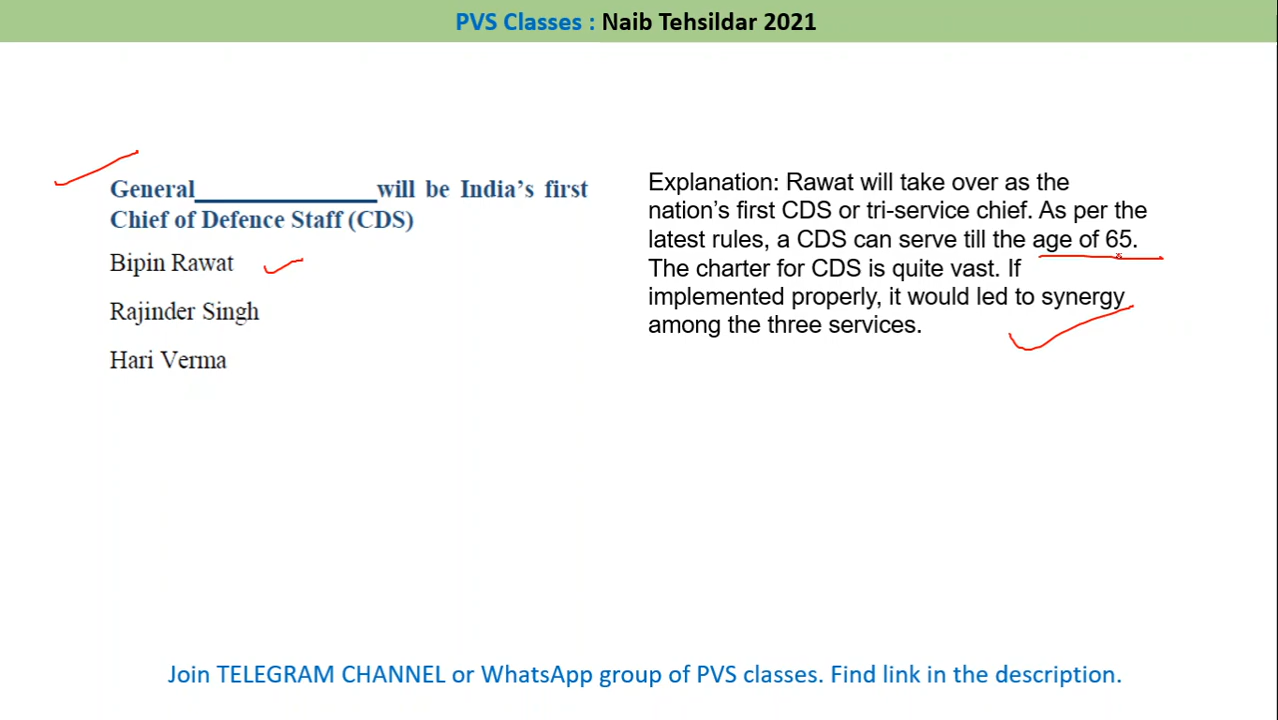 PVS Classes : Naib Tehsildar 2021
General______________will be India’s first
Chief of Defence Staff (CDS)
Bipin Rawat
Rajinder Singh
Hari Verma
Explanation: Rawat will take over as the
nation’s first CDS or tri-service chief. As per the
latest rules, a CDS can serve till the age of 65.
The charter for CDS is quite vast. If
implemented properly, it would led to synergy
among the three services.
Join TELEGRAM CHANNEL or WhatsApp group of PVS classes. Find link in the description.